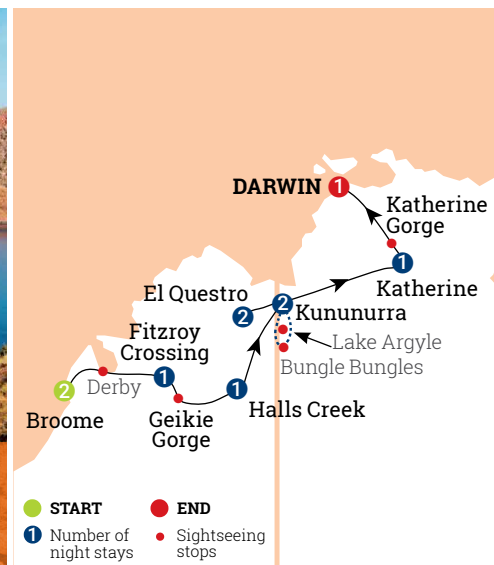 DARWIN 1
Katherine
Gorge
El Questro
2
2
Kununurra
1
Katherine
Fitzroy
Crossing
1
Lake Argyle
Bungle Bungles
Derby
2
Broome
Geikie
Gorge
1
Halls Creek
START
END
1 Number of
night stays
Sightseeing
stops